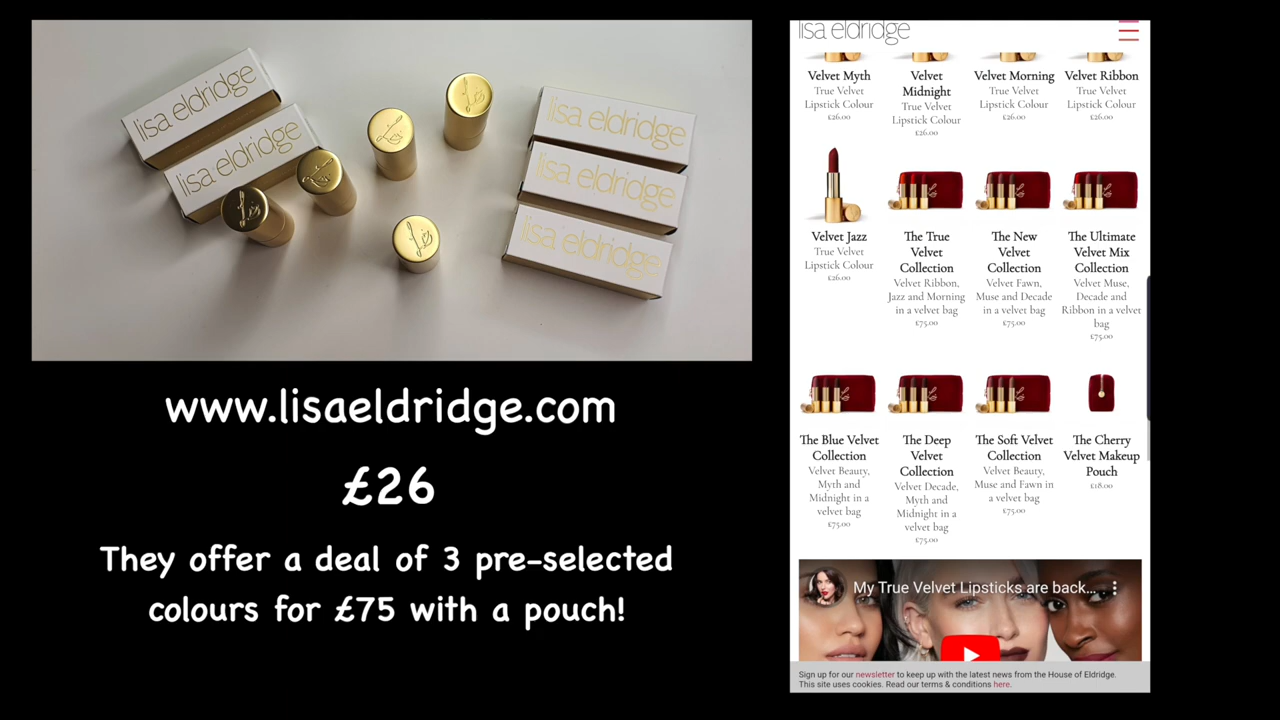 lisa eldridge
lisa eldridge
lisa eldridge
lisa eldridge
lisa eldridge
www.lisaeldridge.com
£26
They offer a deal of 3 pre-selected
colours for £75 with a pouch!
lisa eldridge
Velvet Myth
True Velvet
Lipstick Colour
£26.00
Velvet
Midnight
True Velvet
Lipstick Colour
£26.00
Velvet Morning
True Velvet
Lipstick Colour
£26.00
Velvet Ribbon
True Velvet
Lipstick Colour
£26.00
Velvet Jazz
True Velvet
Lipstick Colour
£26.00
The True
Velvet
Collection
Velvet Ribbon,
Jazz and Morning
in a velvet bag
£75.00
The New
Velvet
Collection
Velvet Fawn,
Muse and Decade
in a velvet bag
£75.00
The Ultimate
Velvet Mix
Collection
Velvet Muse,
Decade and
Ribbon in a velvet
bag
£75.00
The Blue Velvet
Collection
Velvet Beauty,
Myth and
Midnight in a
velvet bag
£75.00
The Deep
Velvet
Collection
Velvet Decade,
Myth and
Midnight in a
velvet bag
£75.00
The Soft Velvet
Collection
Velvet Beauty,
Muse and Fawn in
a velvet bag
£75.00
The Cherry
Velvet Makeup
Pouch
£18.00
My True Velvet Lipsticks are back...
Sign up for our newsletter to keep up with the latest news from the House of Eldridge.
This site uses cookies. Read our terms & conditions here.